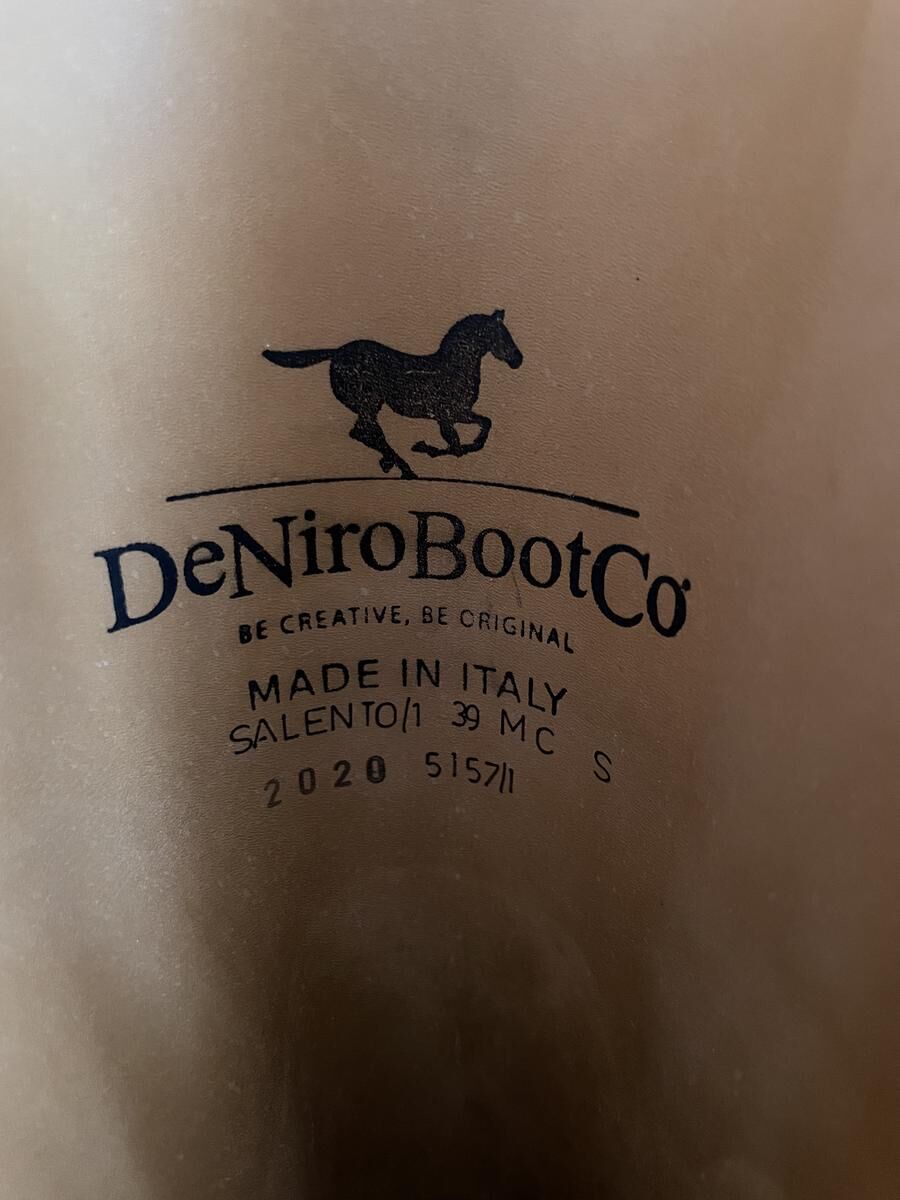 DeNiroBootCo
BE CREATIVE, BE ORIGINAL
MADE IN ITALY
SALENTO/1 39 MC S
2020 5157/1